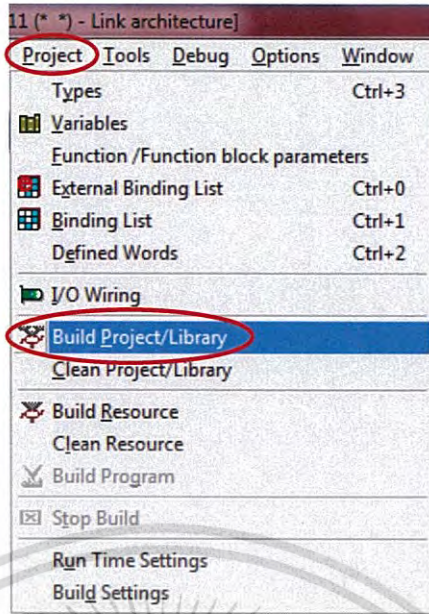 11 (* *) - Link architecture]
Project Tools Debug Options Window
Types Ctrl+3
Variables
Function /Function block parameters
External Binding List Ctrl+0
Binding List Ctrl+1
Defined Words Ctrl+2
I/O Wiring
Build Project/Library
Clean Project/Library
Build Resource
Clean Resource
Build Program
Stop Build
Run Time Settings
Build Settings